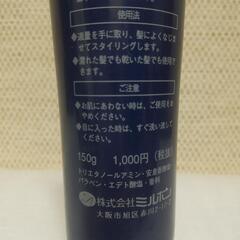 使用法
●適量を手に取り、髪によくなじま
せてスタイリングします。
●濡れた髪でも乾いた髪でも使用で
きます。
ご注意
●お肌にあわない時は、ご使用をお
やめください。
●目に入った時は、すぐ洗い流して
ください。
150g 1,000円(税抜)
トリエタノールアミン・安息香酸塩・
パラベン・エデト酸塩・香料
株式会社ミルボン
大阪市旭区赤川